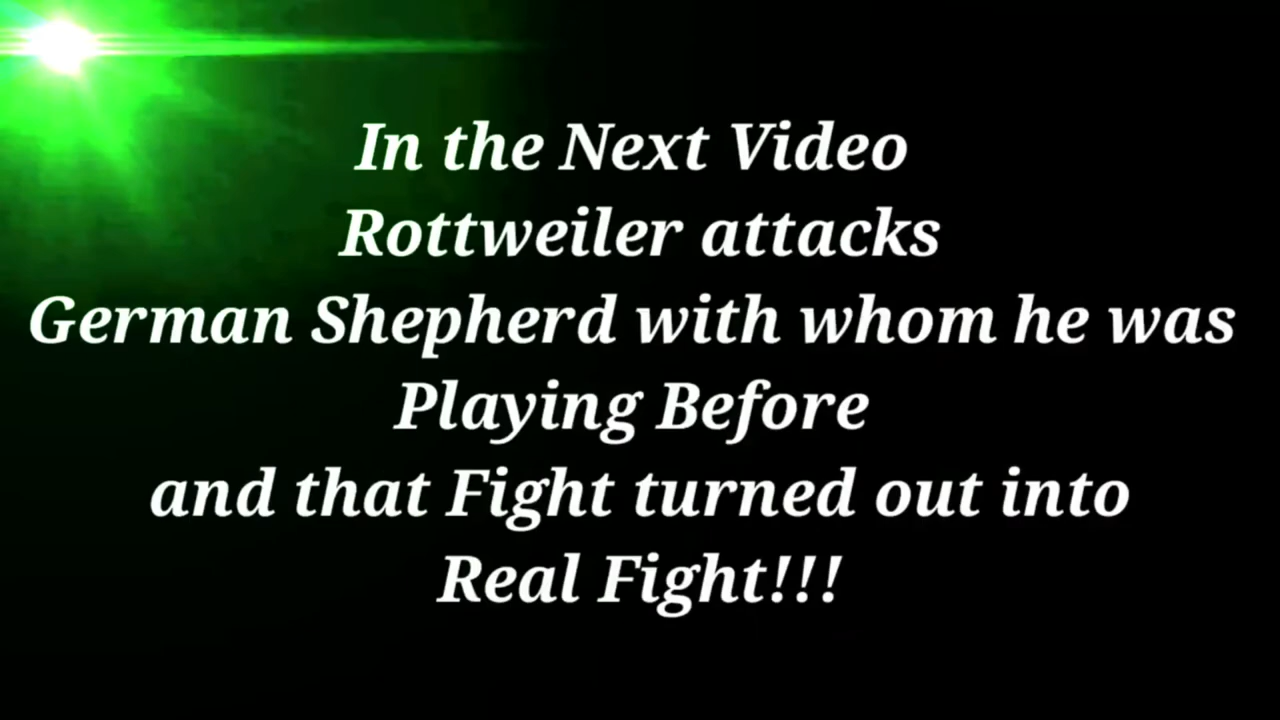 In the Next Video
Rottweiler attacks
German Shepherd with whom he was
Playing Before
and that Fight turned out into
Real Fight!!!